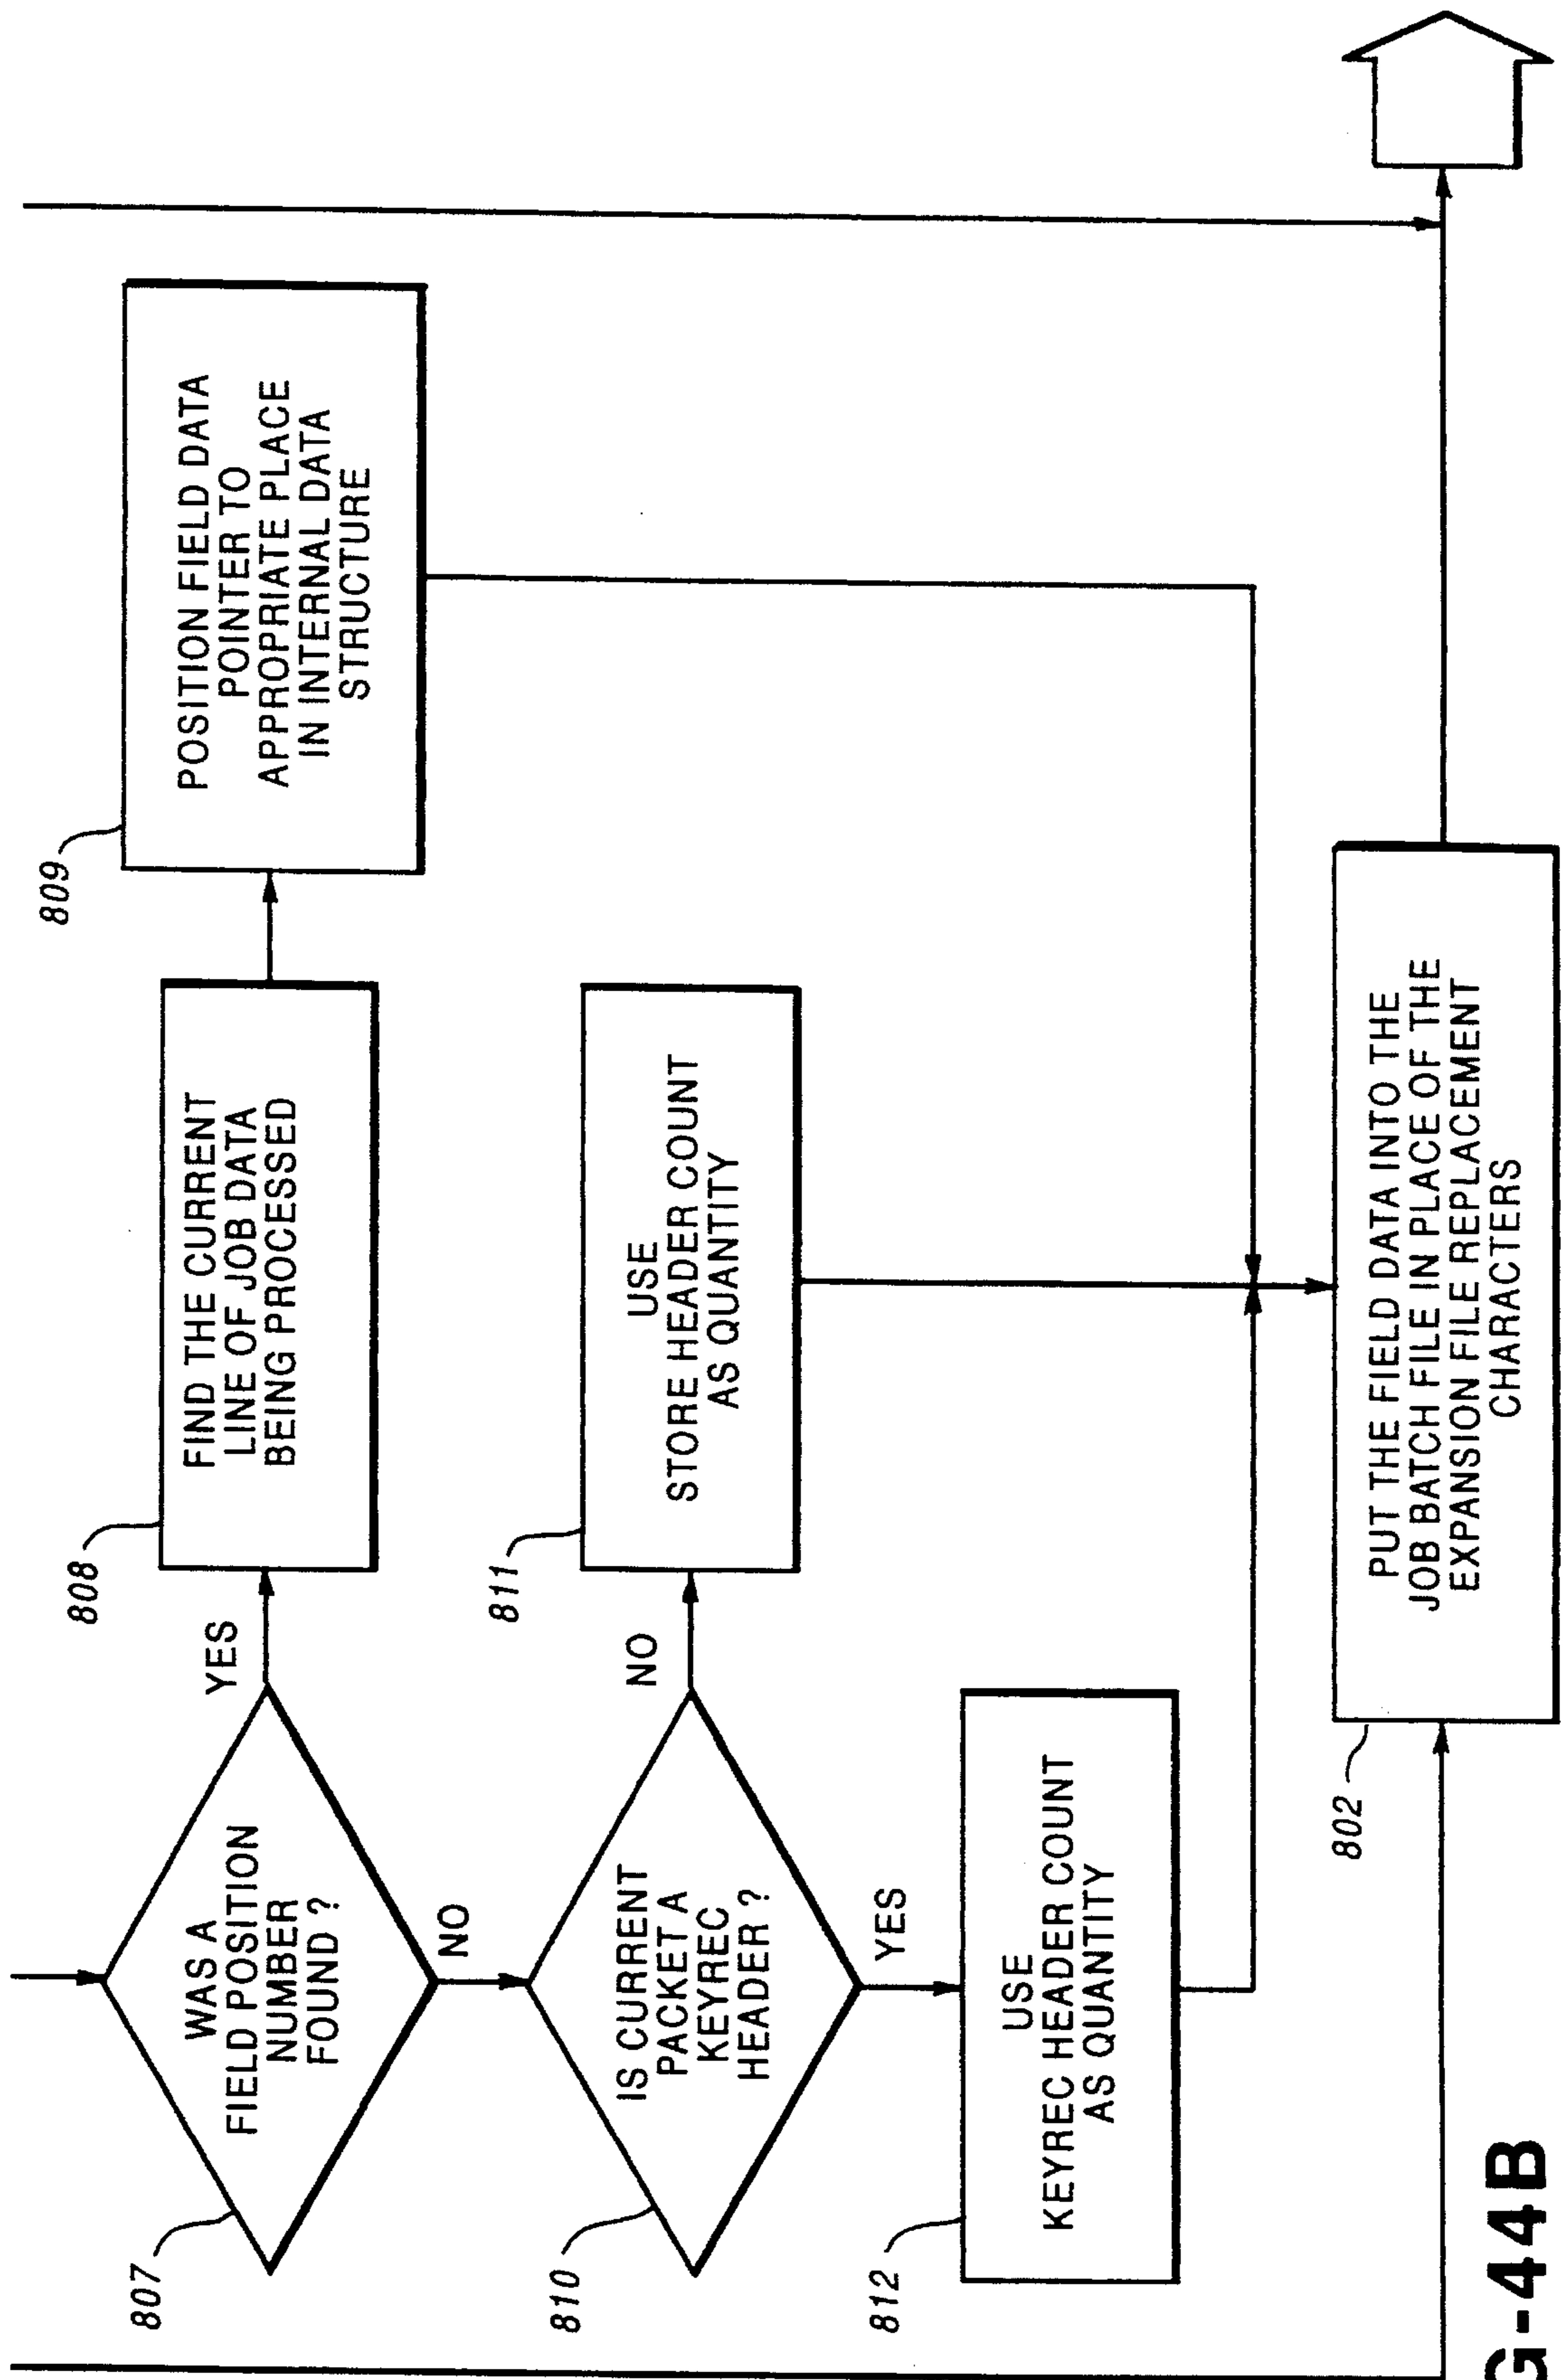 807
WAS A
FIELD POSITION
NUMBER
FOUND ?
YES
NO
808
FIND THE CURRENT
LINE OF JOB DATA
BEING PROCESSED
809
POSITION FIELD DATA
POINTER TO
APPROPRIATE PLACE
IN INTERNAL DATA
STRUCTURE
810
IS CURRENT
PACKET A
KEYREC
HEADER ?
NO
YES
811
USE
STORE HEADER COUNT
AS QUANTITY
812
USE
KEYREC HEADER COUNT
AS QUANTITY
802
PUT THE FIELD DATA INTO THE
JOB BATCH FILE IN PLACE OF THE
EXPANSION FILE REPLACEMENT
CHARACTERS
G-44B